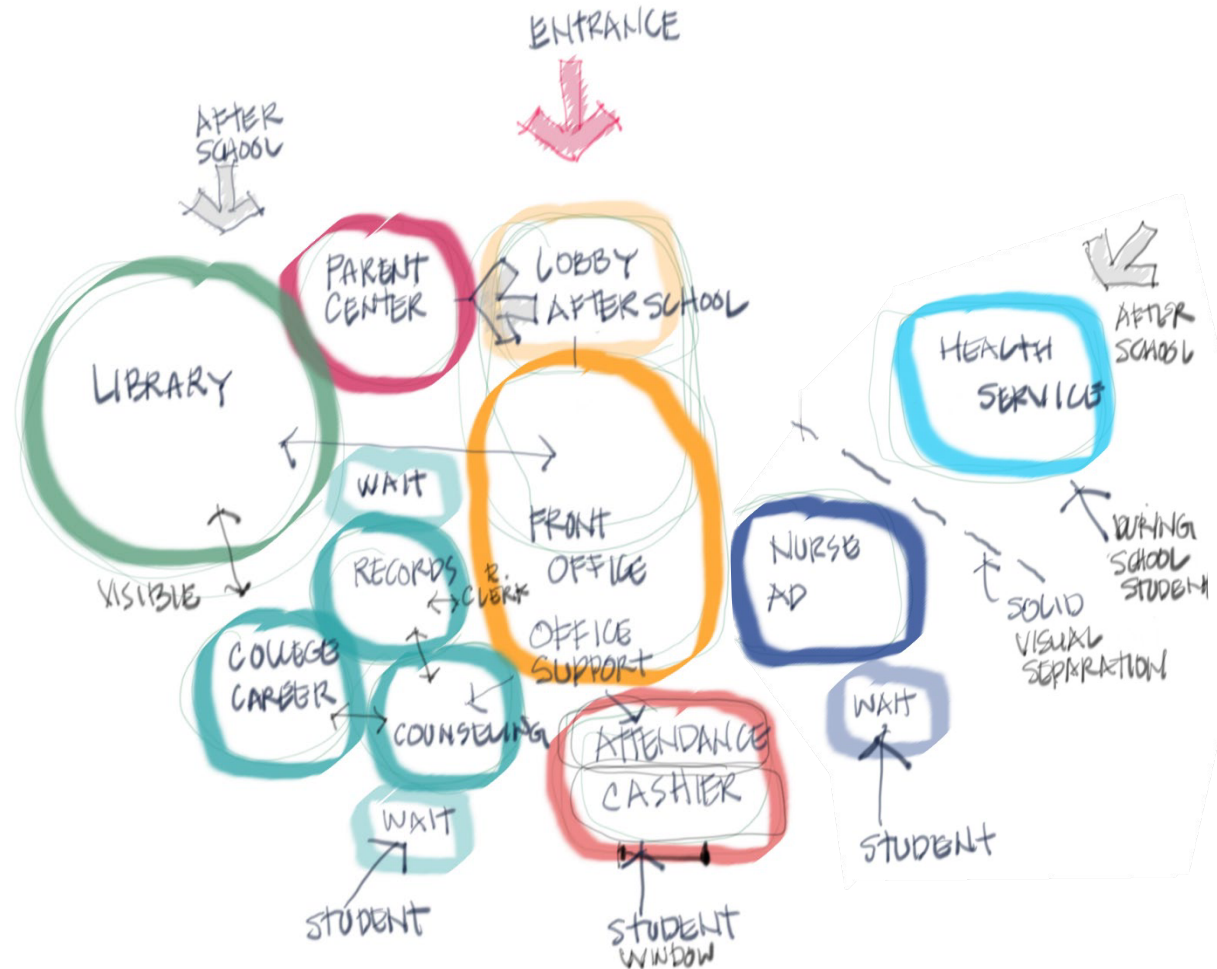 ENTRANCE
AFTER
SCHOOL
PARENT
CENTER
LOBBY
AFTER SCHOOL
LIBRARY
HEALTH
SERVICE
AFTER
SCHOOL
WAIT
FRONT
OFFICE
OFFICE
SUPPORT
RECORDS
R.
CLERK
VISIBLE
COLLEGE
CAREER
COUNSELING
WAIT
STUDENT
ATTENDANCE
CASHIER
STUDENT
WINDOW
NURSE
AD
WAIT
STUDENT
DURING
SCHOOL
STUDENT
SOLID
VISUAL
SEPARATION